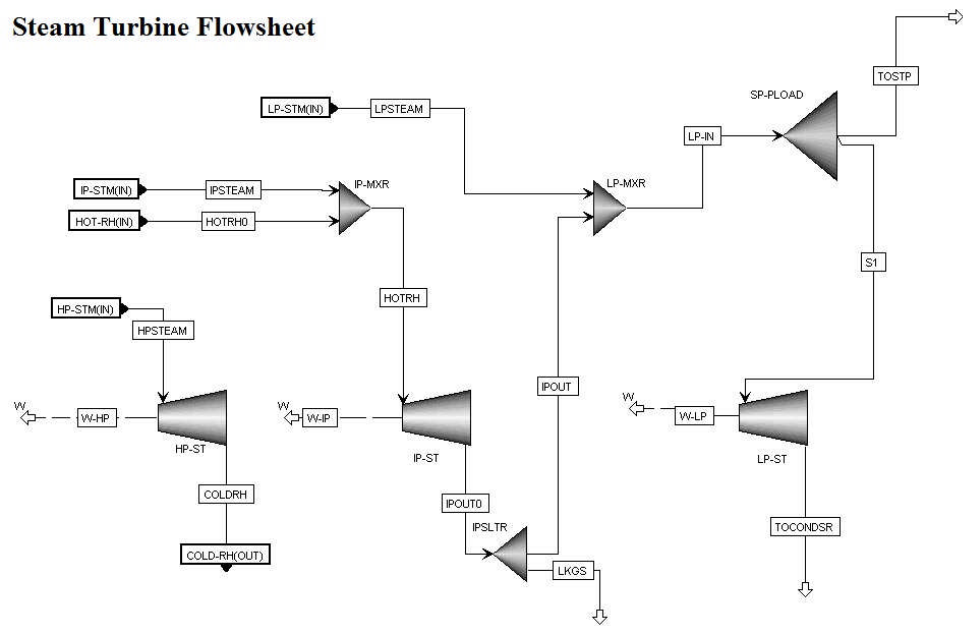 Steam Turbine Flowsheet
TOSTP
SP-PLOAD
LP-STM(IN)
LPSTEAM
LP-IN
IP-STM(IN)
IPSTEAM
IP-MXR
LP-MXR
HOT-RH(IN)
HOTRH0
S1
HOTRH
HP-STM(IN)
HPSTEAM
IPOUT
W
W-HP
W
W-IP
W
W-LP
HP-ST
IP-ST
LP-ST
COLDRH
IPOUT0
IPSLTR
TOCONDSR
COLD-RH(OUT)
LKGS